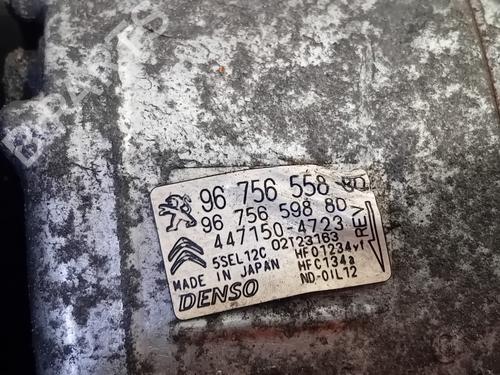 96 756 558 80
96 756 598 80
447150-4723
5SEL12C 02T23163 HFO1234yf
MADE IN JAPAN HFC134a
DENSO ND-OIL12
REV
B-PARTS